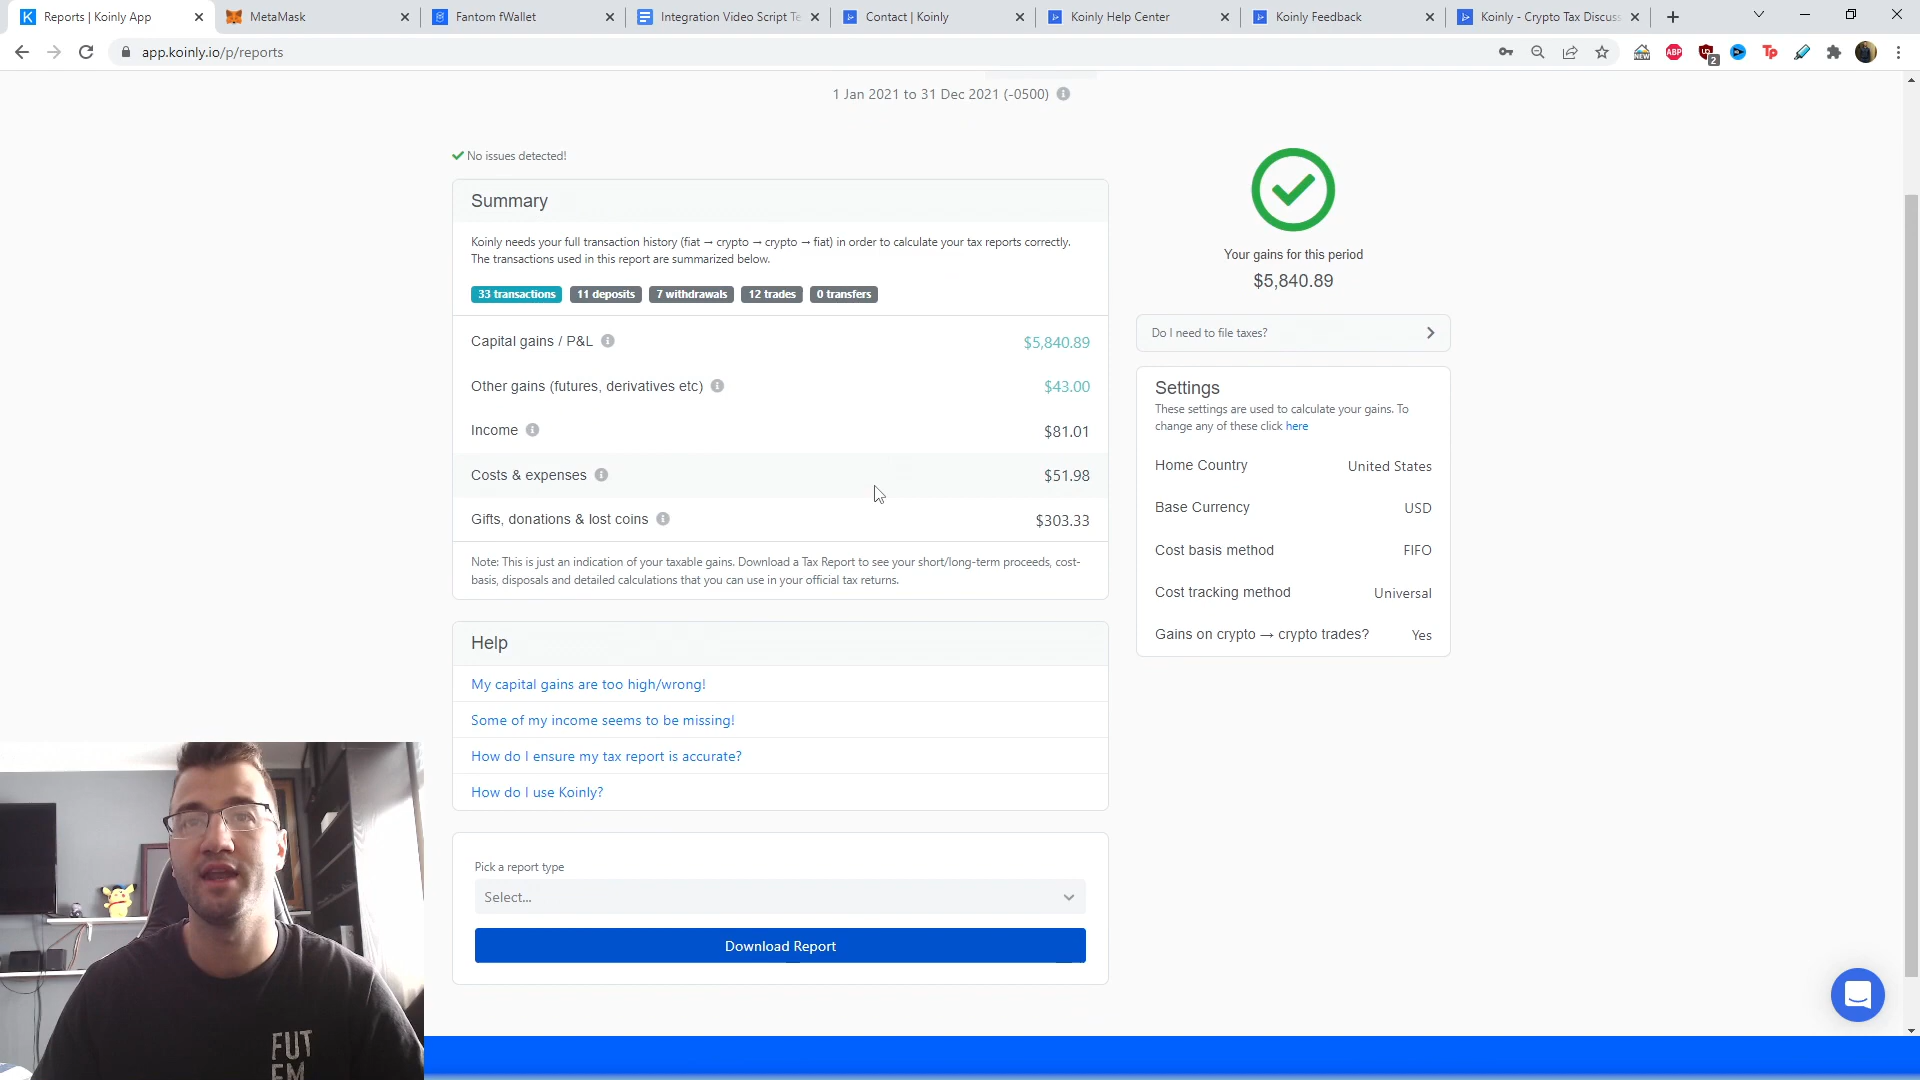 Reports | Koinly App
MetaMask
Fantom fWallet
Integration Video Script Te
Contact | Koinly
Koinly Help Center
Koinly Feedback
Koinly - Crypto Tax Discuss
app.koinly.io/p/reports
NEW
ABP
2
Tp
1 Jan 2021 to 31 Dec 2021 (-0500)
No issues detected!
Summary
Koinly needs your full transaction history (fiat → crypto → crypto → fiat) in order to calculate your tax reports correctly.
The transactions used in this report are summarized below.
33 transactions 11 deposits 7 withdrawals 12 trades 0 transfers
Capital gains / P&L $5,840.89
Other gains (futures, derivatives etc) $43.00
Income $81.01
Costs & expenses $51.98
Gifts, donations & lost coins $303.33
Note: This is just an indication of your taxable gains. Download a Tax Report to see your short/long-term proceeds, cost-
basis, disposals and detailed calculations that you can use in your official tax returns.
Help
My capital gains are too high/wrong!
Some of my income seems to be missing!
How do I ensure my tax report is accurate?
How do I use Koinly?
Pick a report type
Select...
Download Report
Your gains for this period
$5,840.89
Do I need to file taxes?
Settings
These settings are used to calculate your gains. To
change any of these click here
Home Country United States
Base Currency USD
Cost basis method FIFO
Cost tracking method Universal
Gains on crypto → crypto trades? Yes
FUT
EM